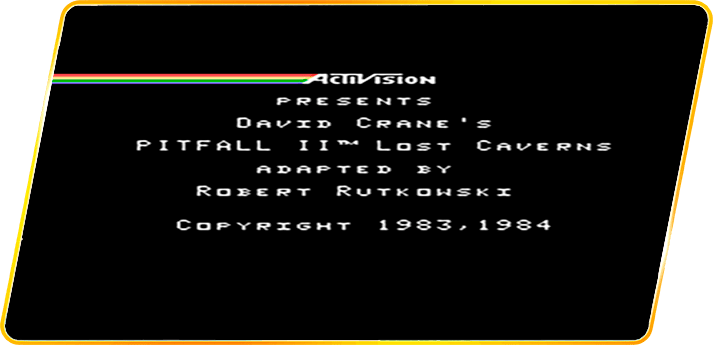 ACTIVISION
PRESENTS
DAVID CRANE'S
PITFALL II™ LOST CAVERNS
ADAPTED BY
ROBERT RUTKOWSKI
COPYRIGHT 1983,1984